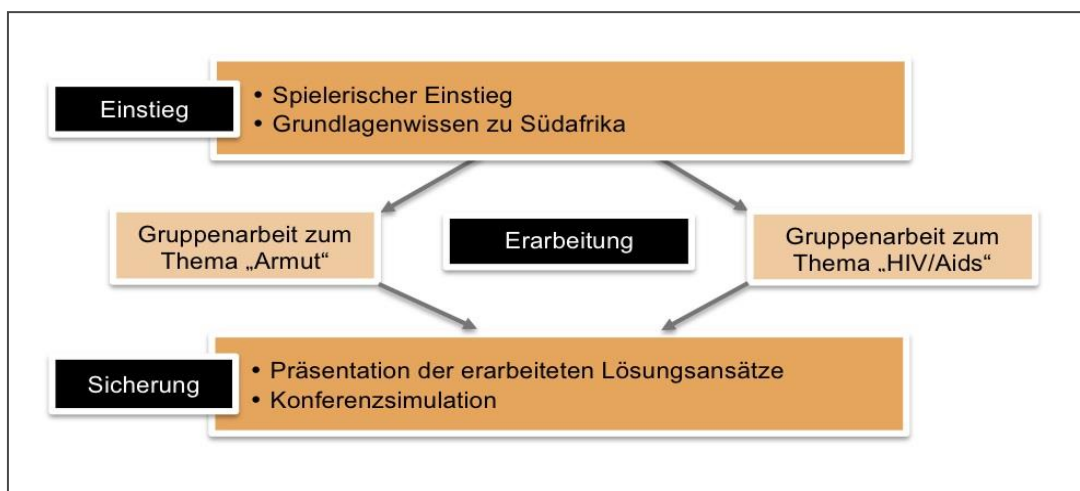 Einstieg
• Spielerischer Einstieg
• Grundlagenwissen zu Südafrika
Gruppenarbeit zum
Thema „Armut“
Erarbeitung
Gruppenarbeit zum
Thema „HIV/Aids“
Sicherung
• Präsentation der erarbeiteten Lösungsansätze
• Konferenzsimulation